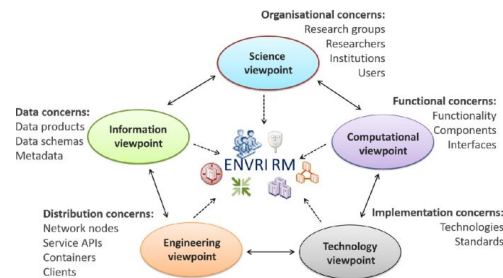 Organisational concerns:
Research groups
Researchers
Institutions
Users
Science
viewpoint
Data concerns:
Data products
Data schemas
Metadata
Information
viewpoint
Functional concerns:
Functionality
Components
Interfaces
Computational
viewpoint
ENVRI RM
Distribution concerns:
Network nodes
Service APIs
Containers
Clients
Engineering
viewpoint
Implementation concerns:
Technologies
Standards
Technology
viewpoint